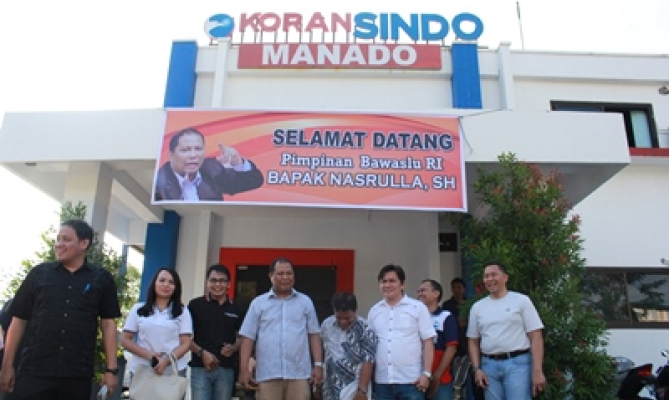 KORANSINDO
MANADO
SELAMAT DATANG
Pimpinan Bawaslu RI
BAPAK NASRULLA, SH